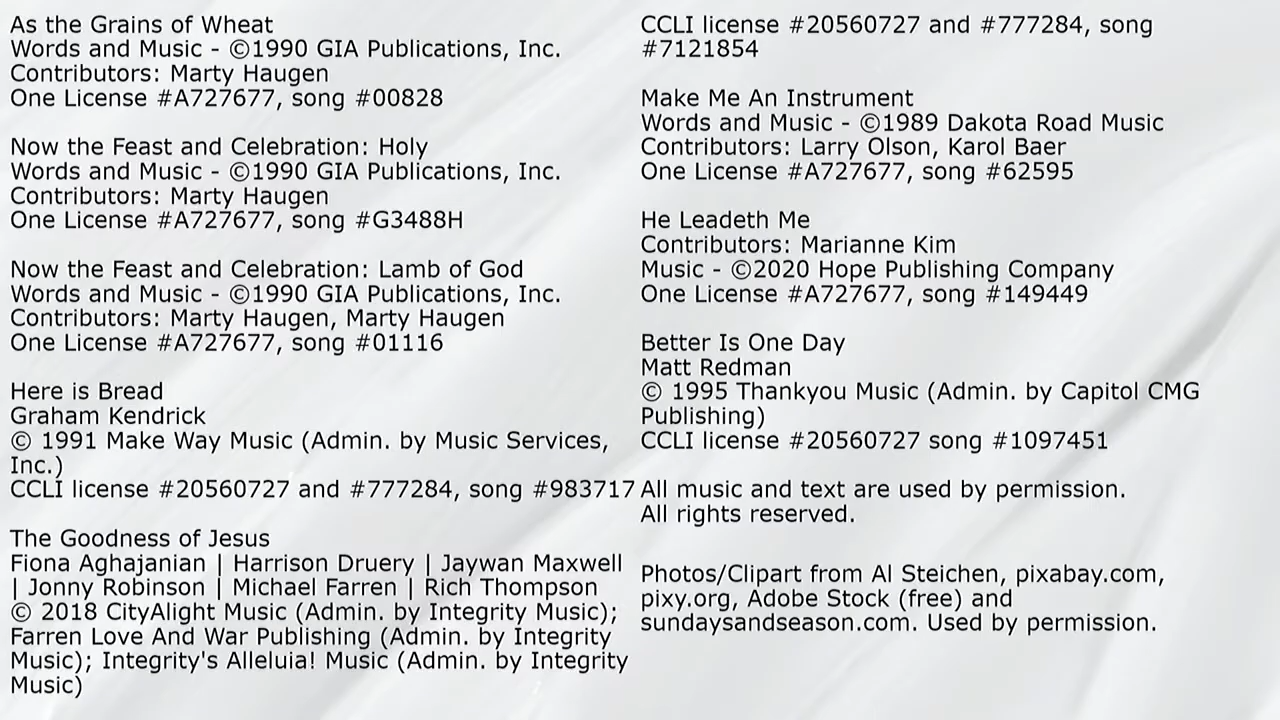 As the Grains of Wheat
Words and Music - ©1990 GIA Publications, Inc.
Contributors: Marty Haugen
One License #A727677, song #00828
Now the Feast and Celebration: Holy
Words and Music - ©1990 GIA Publications, Inc.
Contributors: Marty Haugen
One License #A727677, song #G3488H
Now the Feast and Celebration: Lamb of God
Words and Music - ©1990 GIA Publications, Inc.
Contributors: Marty Haugen, Marty Haugen
One License #A727677, song #01116
Here is Bread
Graham Kendrick
© 1991 Make Way Music (Admin. by Music Services,
Inc.)
CCLI license #20560727 and #777284, song #983717
The Goodness of Jesus
Fiona Aghajanian | Harrison Druery | Jaywan Maxwell
| Jonny Robinson | Michael Farren | Rich Thompson
© 2018 CityAlight Music (Admin. by Integrity Music);
Farren Love And War Publishing (Admin. by Integrity
Music); Integrity's Alleluia! Music (Admin. by Integrity
Music)
CCLI license #20560727 and #777284, song
#7121854
Make Me An Instrument
Words and Music - ©1989 Dakota Road Music
Contributors: Larry Olson, Karol Baer
One License #A727677, song #62595
He Leadeth Me
Contributors: Marianne Kim
Music - ©2020 Hope Publishing Company
One License #A727677, song #149449
Better Is One Day
Matt Redman
© 1995 Thankyou Music (Admin. by Capitol CMG
Publishing)
CCLI license #20560727 song #1097451
All music and text are used by permission.
All rights reserved.
Photos/Clipart from Al Steichen, pixabay.com,
pixy.org, Adobe Stock (free) and
sundaysandseason.com. Used by permission.